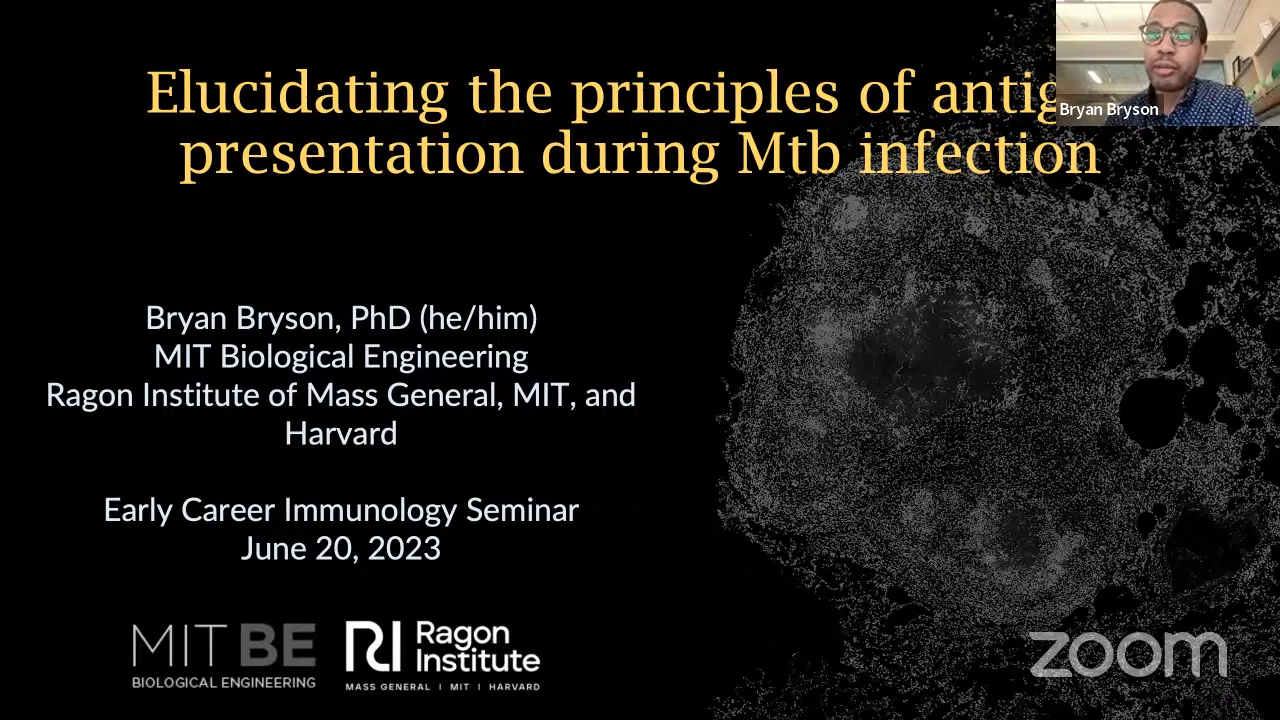 Elucidating the principles of antig
presentation during Mtb infection
Bryan Bryson
Bryan Bryson, PhD (he/him)
MIT Biological Engineering
Ragon Institute of Mass General, MIT, and
Harvard
Early Career Immunology Seminar
June 20, 2023
MIT BE
BIOLOGICAL ENGINEERING
RI Ragon
Institute
MASS GENERAL | MIT | HARVARD
zoom